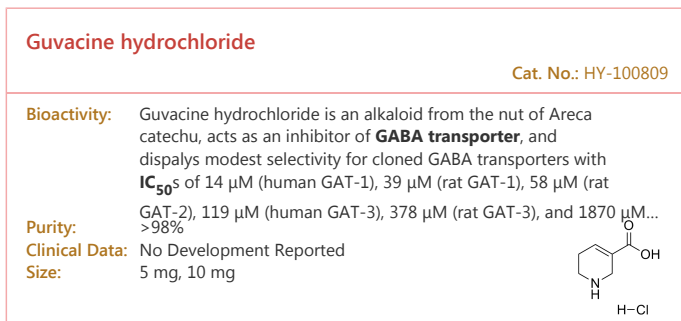 Guvacine hydrochloride
Cat. No.: HY-100809
Bioactivity: Guvacine hydrochloride is an alkaloid from the nut of Areca
catechu, acts as an inhibitor of GABA transporter, and
dispalys modest selectivity for cloned GABA transporters with
IC50s of 14 μM (human GAT-1), 39 μM (rat GAT-1), 58 μM (rat
GAT-2), 119 μM (human GAT-3), 378 μM (rat GAT-3), and 1870 μM...
Purity: >98%
Clinical Data: No Development Reported
Size: 5 mg, 10 mg
O
OH
N
H
H-Cl